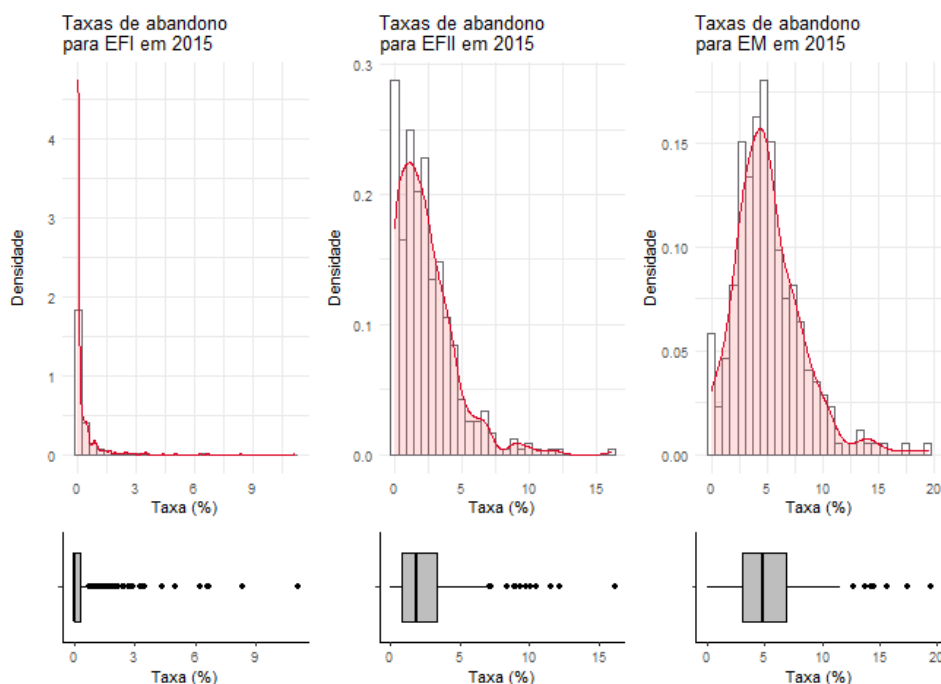 Taxas de abandono
para EFI em 2015
Densidade
4
3
2
1
0
0 3 6 9
Taxa (%)
0 3 6 9
Taxas de abandono
para EFII em 2015
Densidade
0.3
0.2
0.1
0.0
0 5 10 15
Taxa (%)
0 5 10 15
Taxas de abandono
para EM em 2015
Densidade
0.15
0.10
0.05
0.00
0 5 10 15 20
Taxa (%)
0 5 10 15 20